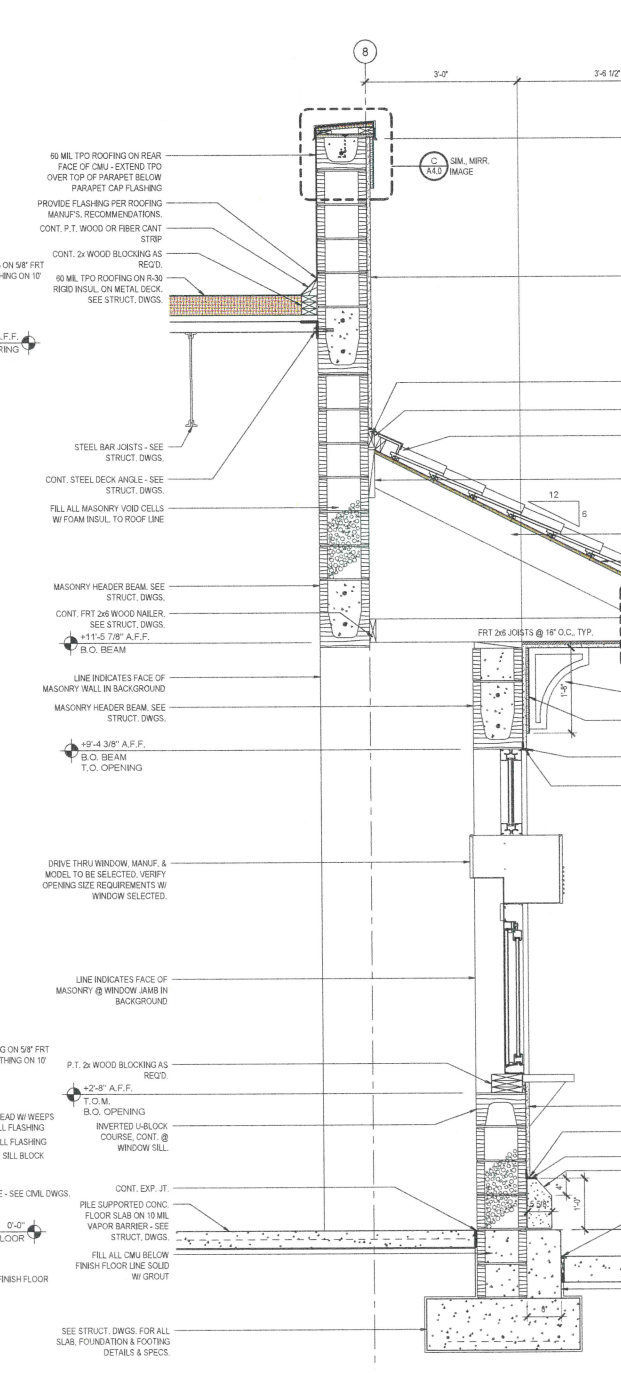 8
3'-0"
3'-6 1/2"
C
A4.0
SIM., MIRR.
IMAGE
60 MIL TPO ROOFING ON REAR
FACE OF CMU - EXTEND TPO
OVER TOP OF PARAPET BELOW
PARAPET CAP FLASHING
PROVIDE FLASHING PER ROOFING
MANUF'S, RECOMMENDATIONS.
CONT. P.T. WOOD OR FIBER CANT
STRIP
CONT. 2x WOOD BLOCKING AS
REQ'D.
ON 5/8" FRT
THING ON 10'
60 MIL TPO ROOFING ON R-30
RIGID INSUL. ON METAL DECK.
SEE STRUCT. DWGS.
.F.F.
RING
STEEL BAR JOISTS - SEE
STRUCT. DWGS.
CONT. STEEL DECK ANGLE - SEE
STRUCT. DWGS.
12
6
FILL ALL MASONRY VOID CELLS
W/ FOAM INSUL. TO ROOF LINE
MASONRY HEADER BEAM. SEE
STRUCT. DWGS.
CONT. FRT 2x6 WOOD NAILER.
SEE STRUCT. DWGS.
+11'-5 7/8" A.F.F.
B.O. BEAM
FRT 2x6 JOISTS @ 16" O.C., TYP.
LINE INDICATES FACE OF
MASONRY WALL IN BACKGROUND
1'-8"
MASONRY HEADER BEAM. SEE
STRUCT. DWGS.
+9'-4 3/8" A.F.F.
B.O. BEAM
T.O. OPENING
DRIVE THRU WINDOW, MANUF. &
MODEL TO BE SELECTED. VERIFY
OPENING SIZE REQUIREMENTS W/
WINDOW SELECTED.
LINE INDICATES FACE OF
MASONRY @ WINDOW JAMB IN
BACKGROUND
G ON 5/8" FRT
THING ON 10'
P.T. 2x WOOD BLOCKING AS
REQ'D.
+2'-8" A.F.F.
T.O.M.
B.O. OPENING
EAD W/ WEEPS
LL FLASHING
LL FLASHING
SILL BLOCK
INVERTED U-BLOCK
COURSE, CONT. @
WINDOW SILL.
E - SEE CIVIL DWGS.
CONT. EXP. JT.
4"
5 5/8"
1'-0"
PILE SUPPORTED CONC.
FLOOR SLAB ON 10 MIL
VAPOR BARRIER - SEE
STRUCT, DWGS.
0'-0"
LOOR
FILL ALL CMU BELOW
FINISH FLOOR LINE SOLID
W/ GROUT
FINISH FLOOR
8"
SEE STRUCT. DWGS. FOR ALL
SLAB, FOUNDATION & FOOTING
DETAILS & SPECS.